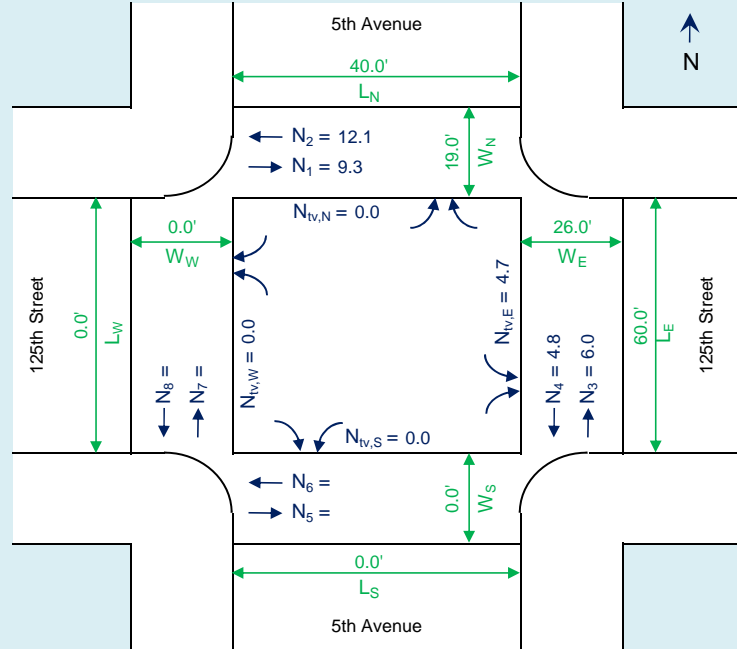 5th Avenue
N
40.0'
L_N
N_2 = 12.1
N_1 = 9.3
19.0'
W_N
N_tv,N = 0.0
0.0'
W_W
26.0'
W_E
125th Street
0.0'
L_W
N_8 =
N_7 =
N_tv,W = 0.0
N_tv,E = 4.7
N_4 = 4.8
N_3 = 6.0
60.0'
L_E
125th Street
N_tv,S = 0.0
N_6 =
N_5 =
0.0'
W_S
0.0'
L_S
5th Avenue